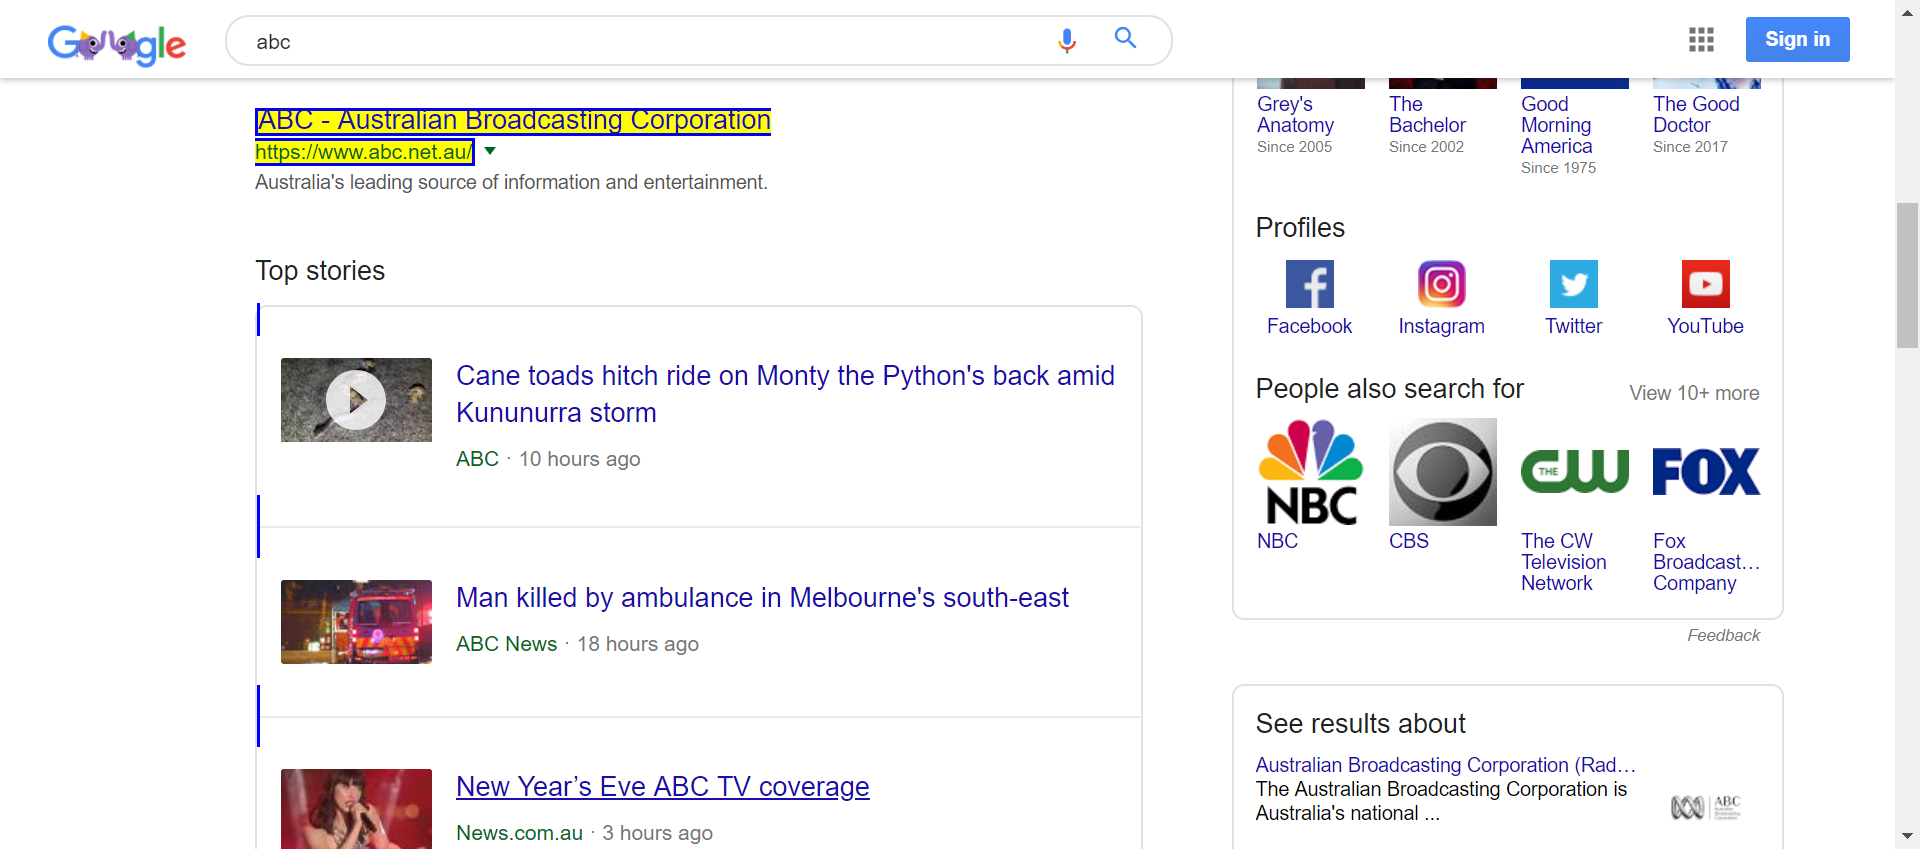 Google
abc
Sign in
ABC - Australian Broadcasting Corporation
https://www.abc.net.au/
Australia's leading source of information and entertainment.
Top stories
Cane toads hitch ride on Monty the Python's back amid
Kununurra storm
ABC · 10 hours ago
Man killed by ambulance in Melbourne's south-east
ABC News · 18 hours ago
New Year’s Eve ABC TV coverage
News.com.au · 3 hours ago
Grey's
Anatomy
Since 2005
The
Bachelor
Since 2002
Good
Morning
America
Since 1975
The Good
Doctor
Since 2017
Profiles
Facebook
Instagram
Twitter
YouTube
People also search for
View 10+ more
NBC
NBC
CBS
THE CW
The CW
Television
Network
FOX
Fox
Broadcast...
Company
Feedback
See results about
Australian Broadcasting Corporation (Rad...
The Australian Broadcasting Corporation is
Australia's national ...
ABC